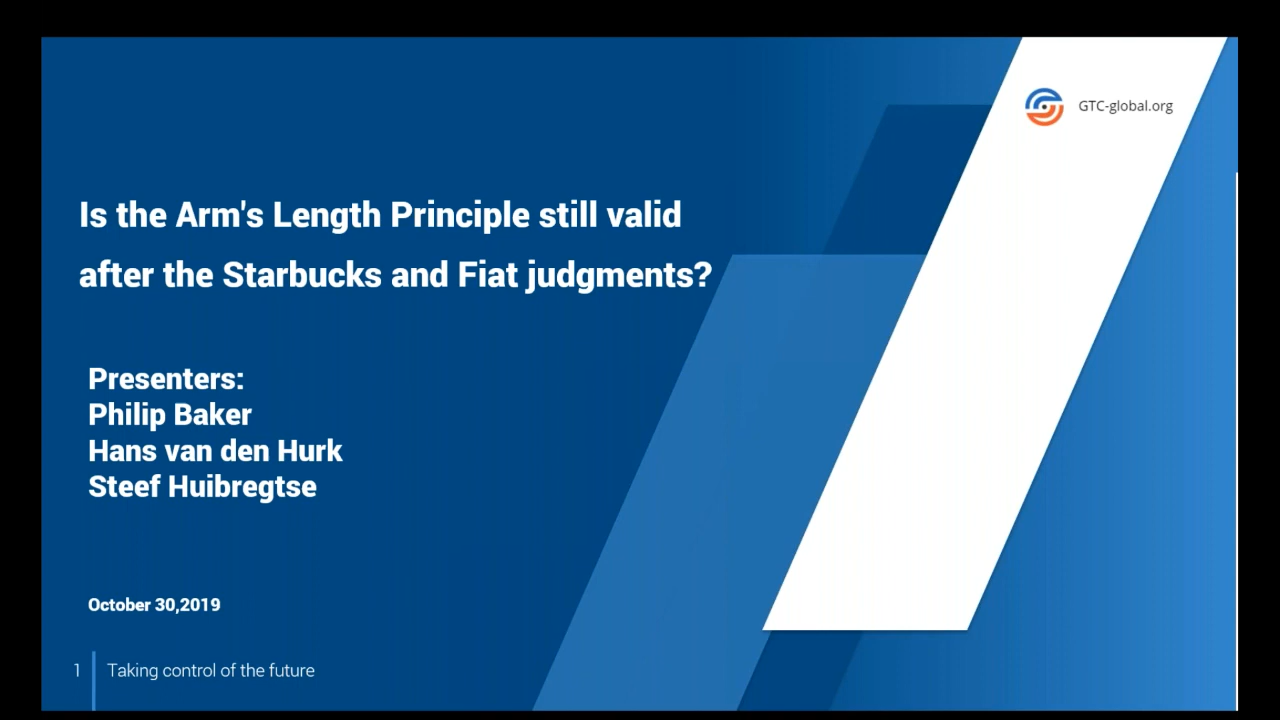 GTC-global.org
Is the Arm's Length Principle still valid
after the Starbucks and Fiat judgments?
Presenters:
Philip Baker
Hans van den Hurk
Steef Huibregtse
October 30,2019
1 Taking control of the future